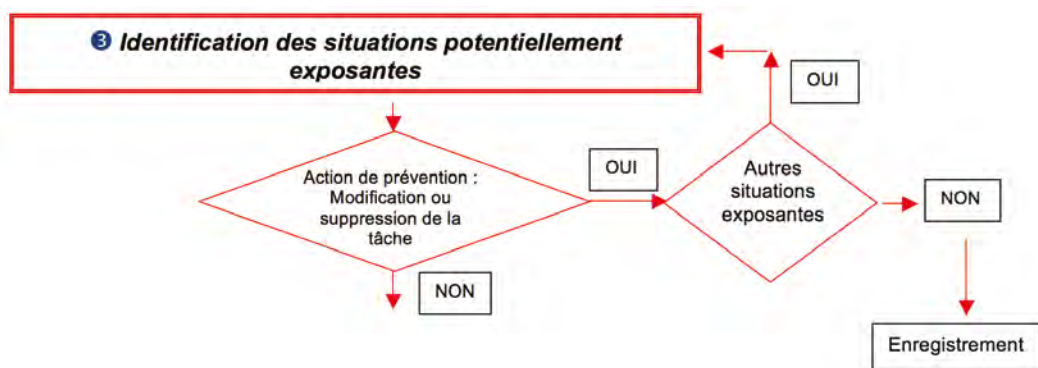 ❸ Identification des situations potentiellement
exposantes
OUI
Action de prévention :
Modification ou
suppression de la
tâche
OUI
Autres
situations
exposantes
NON
NON
Enregistrement